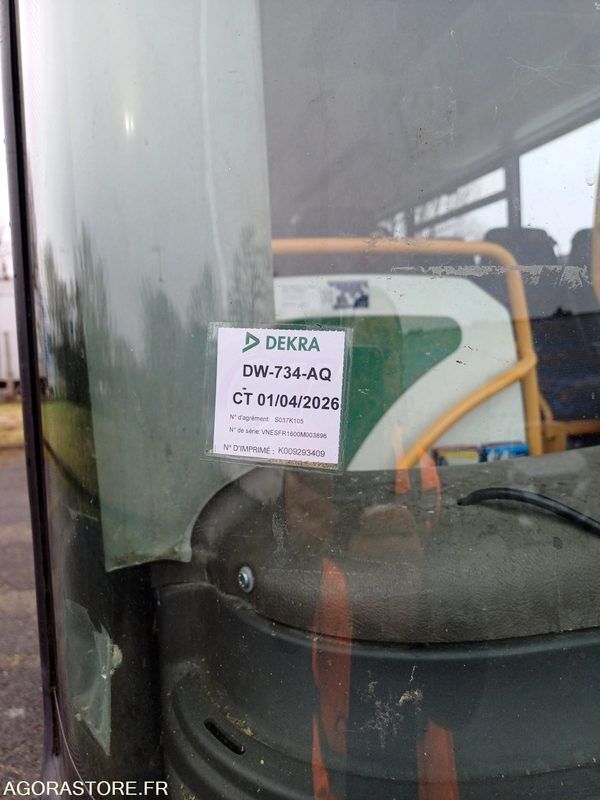 DEKRA
DW-734-AQ
CT 01/04/2026
N° d'agrément : S037K105
N° de série: VNESFR1600M003896
N° D'IMPRIMÉ : K009293409
AGORASTORE.FR